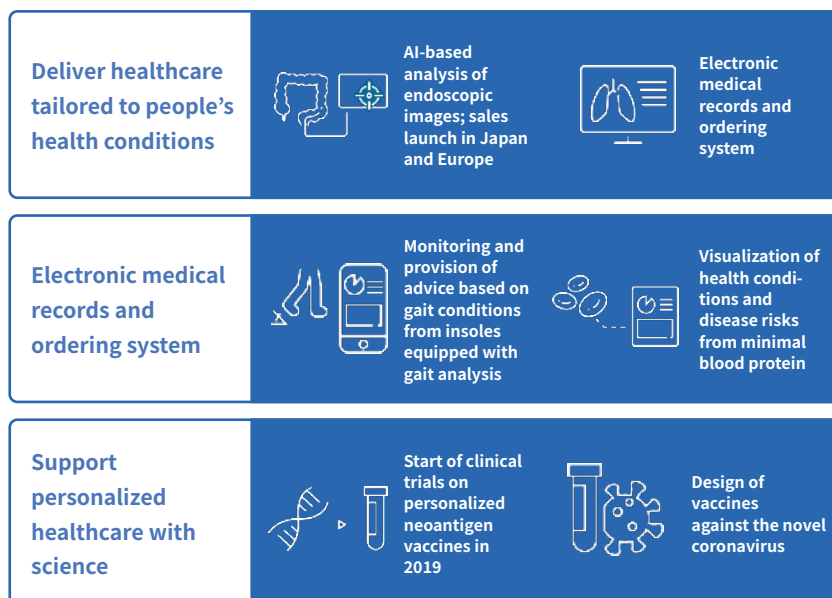 Deliver healthcare
tailored to people’s
health conditions
AI-based
analysis of
endoscopic
images; sales
launch in Japan
and Europe
Electronic
medical
records and
ordering
system
Electronic medical
records and
ordering system
Monitoring and
provision of
advice based on
gait conditions
from insoles
equipped with
gait analysis
Visualization of
health condi-
tions and
disease risks
from minimal
blood protein
Support
personalized
healthcare with
science
Start of clinical
trials on
personalized
neoantigen
vaccines in
2019
Design of
vaccines
against the novel
coronavirus